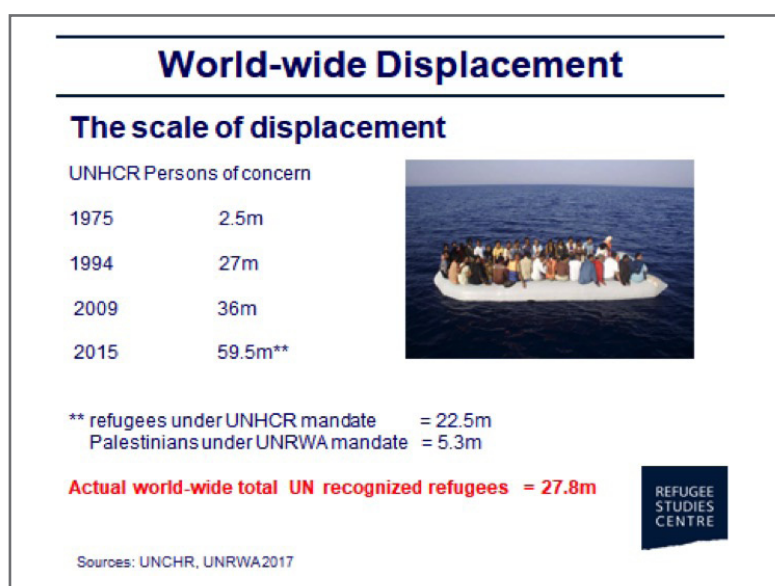 World-wide Displacement
The scale of displacement
UNHCR Persons of concern
1975 2.5m
1994 27m
2009 36m
2015 59.5m**
** refugees under UNHCR mandate = 22.5m
Palestinians under UNRWA mandate = 5.3m
Actual world-wide total UN recognized refugees = 27.8m
REFUGEE
STUDIES
CENTRE
Sources: UNCHR, UNRWA2017